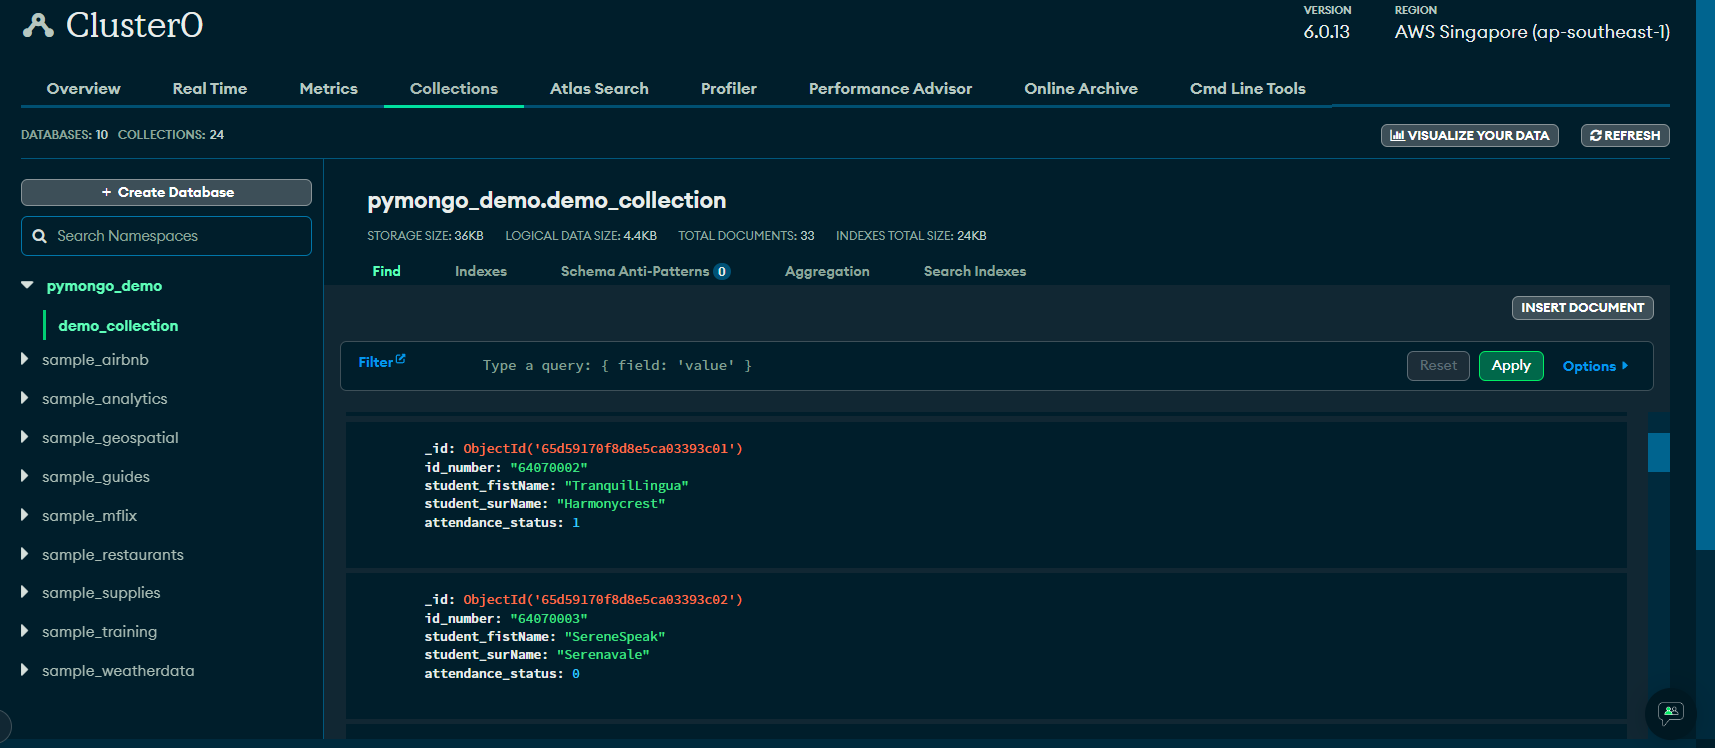 Cluster0
VERSION
6.0.13
REGION
AWS Singapore (ap-southeast-1)
Overview
Real Time
Metrics
Collections
Atlas Search
Profiler
Performance Advisor
Online Archive
Cmd Line Tools
DATABASES: 10 COLLECTIONS: 24
VISUALIZE YOUR DATA
REFRESH
+ Create Database
Search Namespaces
pymongo_demo
demo_collection
sample_airbnb
sample_analytics
sample_geospatial
sample_guides
sample_mflix
sample_restaurants
sample_supplies
sample_training
sample_weatherdata
pymongo_demo.demo_collection
STORAGE SIZE: 36KB LOGICAL DATA SIZE: 4.4KB TOTAL DOCUMENTS: 33 INDEXES TOTAL SIZE: 24KB
Find
Indexes
Schema Anti-Patterns 0
Aggregation
Search Indexes
INSERT DOCUMENT
Filter
Type a query: { field: 'value' }
Reset
Apply
Options
_id: ObjectId('65d59170f8d8e5ca03393c01')
id_number: "64070002"
student_fistName: "TranquilLingua"
student_surName: "Harmonycrest"
attendance_status: 1
_id: ObjectId('65d59170f8d8e5ca03393c02')
id_number: "64070003"
student_fistName: "SereneSpeak"
student_surName: "Serenavale"
attendance_status: 0